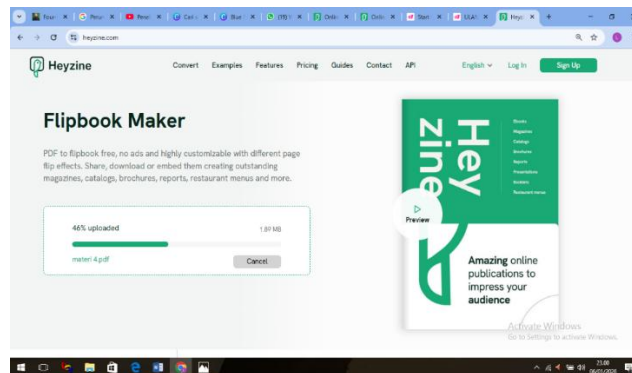 heyzine.com
Heyzine
Convert Examples Features Pricing Guides Contact API English Log In Sign Up
Flipbook Maker
PDF to flipbook free, no ads and highly customizable with different page
flip effects. Share, download or embed them creating outstanding
magazines, catalogs, brochures, reports, restaurant menus and more.
46% uploaded
1.89 MB
materi 4.pdf
Cancel
Hey
zine
Ebooks
Magazines
Catalogs
Brochures
Reports
Presentations
Booklets
Restaurant menus
Preview
Amazing online
publications to
impress your
audience
Activate Windows
Go to Settings to activate Windows.